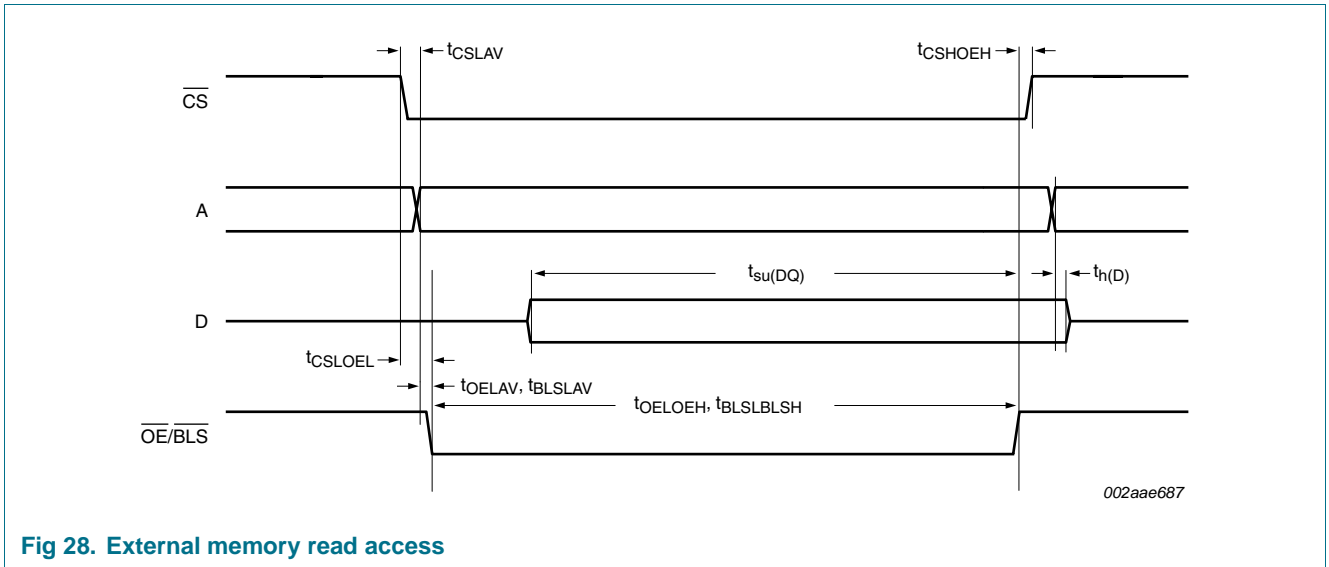 tCSLAV
tCSHOEH
CS
A
tsu(DQ)
th(D)
D
tCSLOEL
tOELAV, tBLSLAV
tOELOEH, tBLSLBLSH
OE/BLS
002aae687
Fig 28. External memory read access